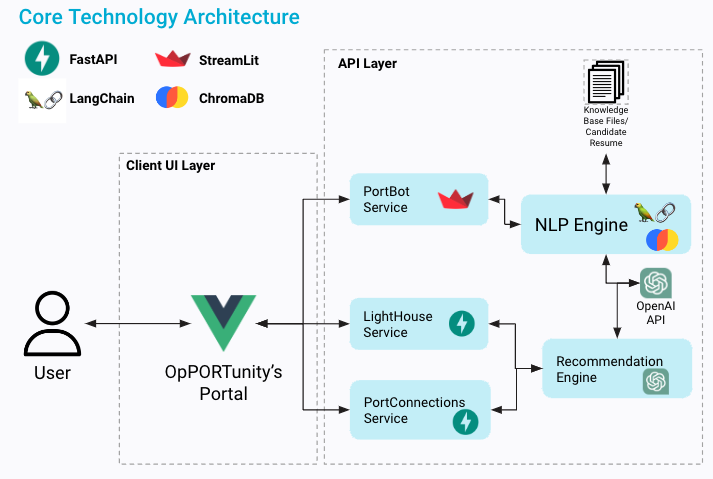 Core Technology Architecture
FastAPI
StreamLit
LangChain
ChromaDB
API Layer
Knowledge
Base Files/
Candidate
Resume
Client UI Layer
PortBot
Service
NLP Engine
OpenAI
API
LightHouse
Service
User
OpPORTunity's
Portal
Recommendation
Engine
PortConnections
Service